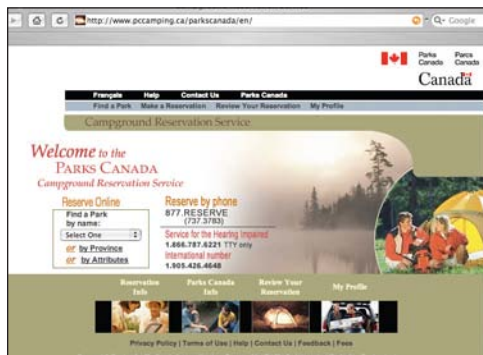 http://www.pccamping.ca/parkscanada/en/
Google
Parks Canada
Parcs Canada
Canada
Français Help Contact Us Parks Canada
Find a Park Make a Reservation Review Your Reservation My Profile
Campground Reservation Service
Welcome to the
PARKS CANADA
Campground Reservation Service
Reserve Online
Find a Park
by name:
Select One
or by Province
or by Attributes
Reserve by phone
877.RESERVE
(737.3783)
Service for the Hearing Impaired
1.866.787.6221 TTY only
International number
1.905.426.4648
Reservation Info
Parks Canada Info
Review Your Reservation
My Profile
Privacy Policy | Terms of Use | Help | Contact Us | Feedback | Fees